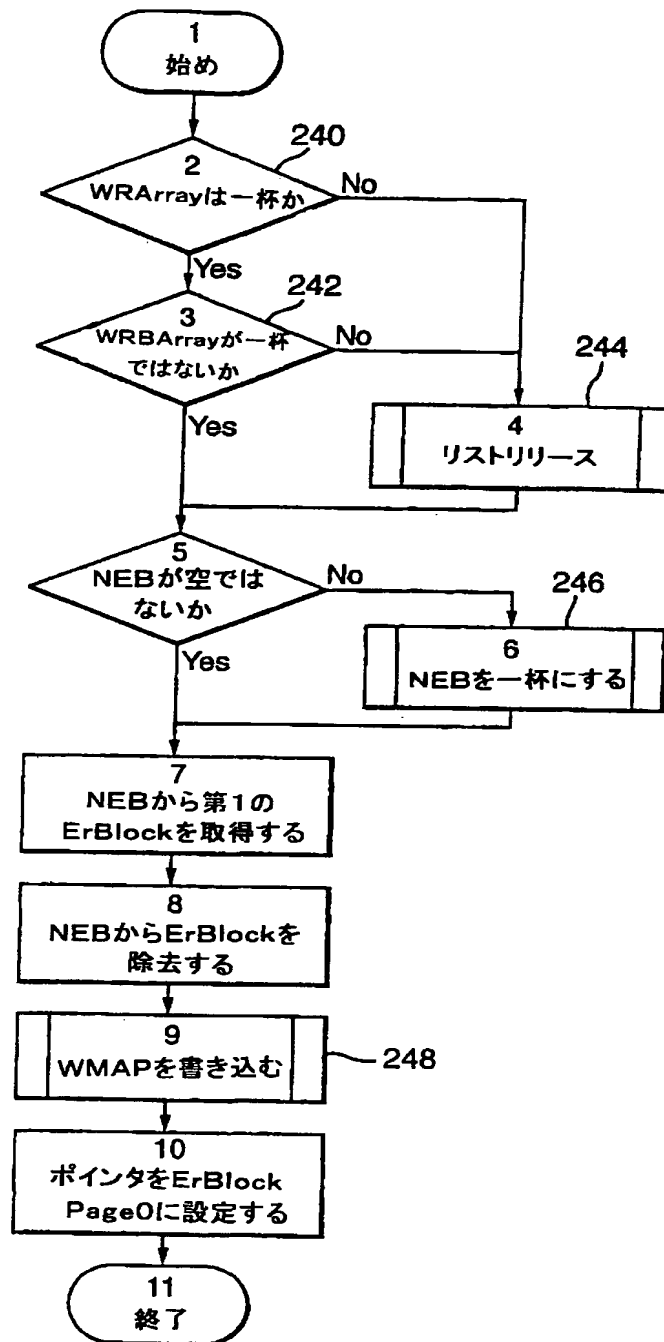 1
始め
240
2
WRArrayは一杯か
No
Yes
242
3
WRBArrayが一杯
ではないか
No
Yes
244
4
リストリリース
5
NEBが空では
ないか
No
Yes
246
6
NEBを一杯にする
7
NEBから第1の
ErBlockを取得する
8
NEBからErBlockを
除去する
9
WMAPを書き込む
248
10
ポインタをErBlock
Page0に設定する
11
終了